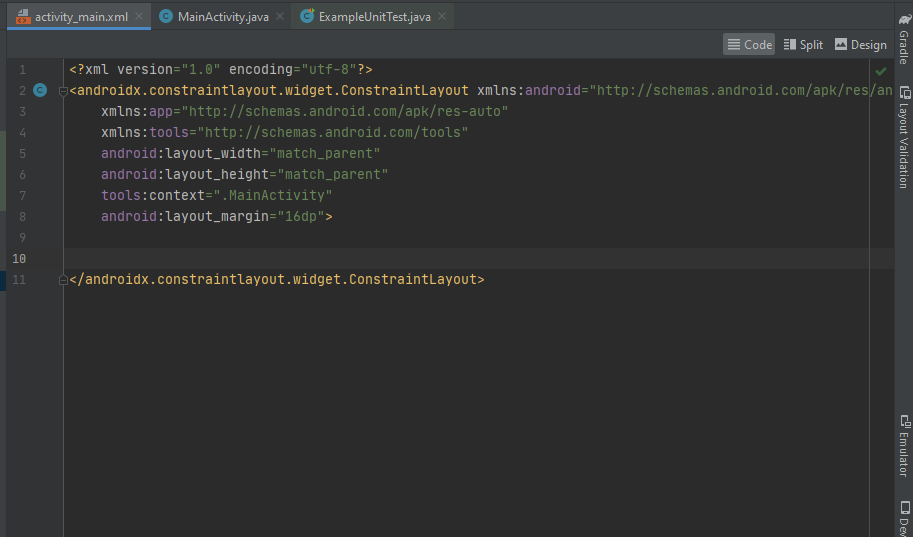 activity_main.xml MainActivity.java ExampleUnitTest.java
Code Split Design
1 <?xml version="1.0" encoding="utf-8"?>
2 <androidx.constraintlayout.widget.ConstraintLayout xmlns:android="http://schemas.android.com/apk/res/an
3 xmlns:app="http://schemas.android.com/apk/res-auto"
4 xmlns:tools="http://schemas.android.com/tools"
5 android:layout_width="match_parent"
6 android:layout_height="match_parent"
7 tools:context=".MainActivity"
8 android:layout_margin="16dp">
9
10
11 </androidx.constraintlayout.widget.ConstraintLayout>
Gradle
Layout Validation
Emulator
Dev